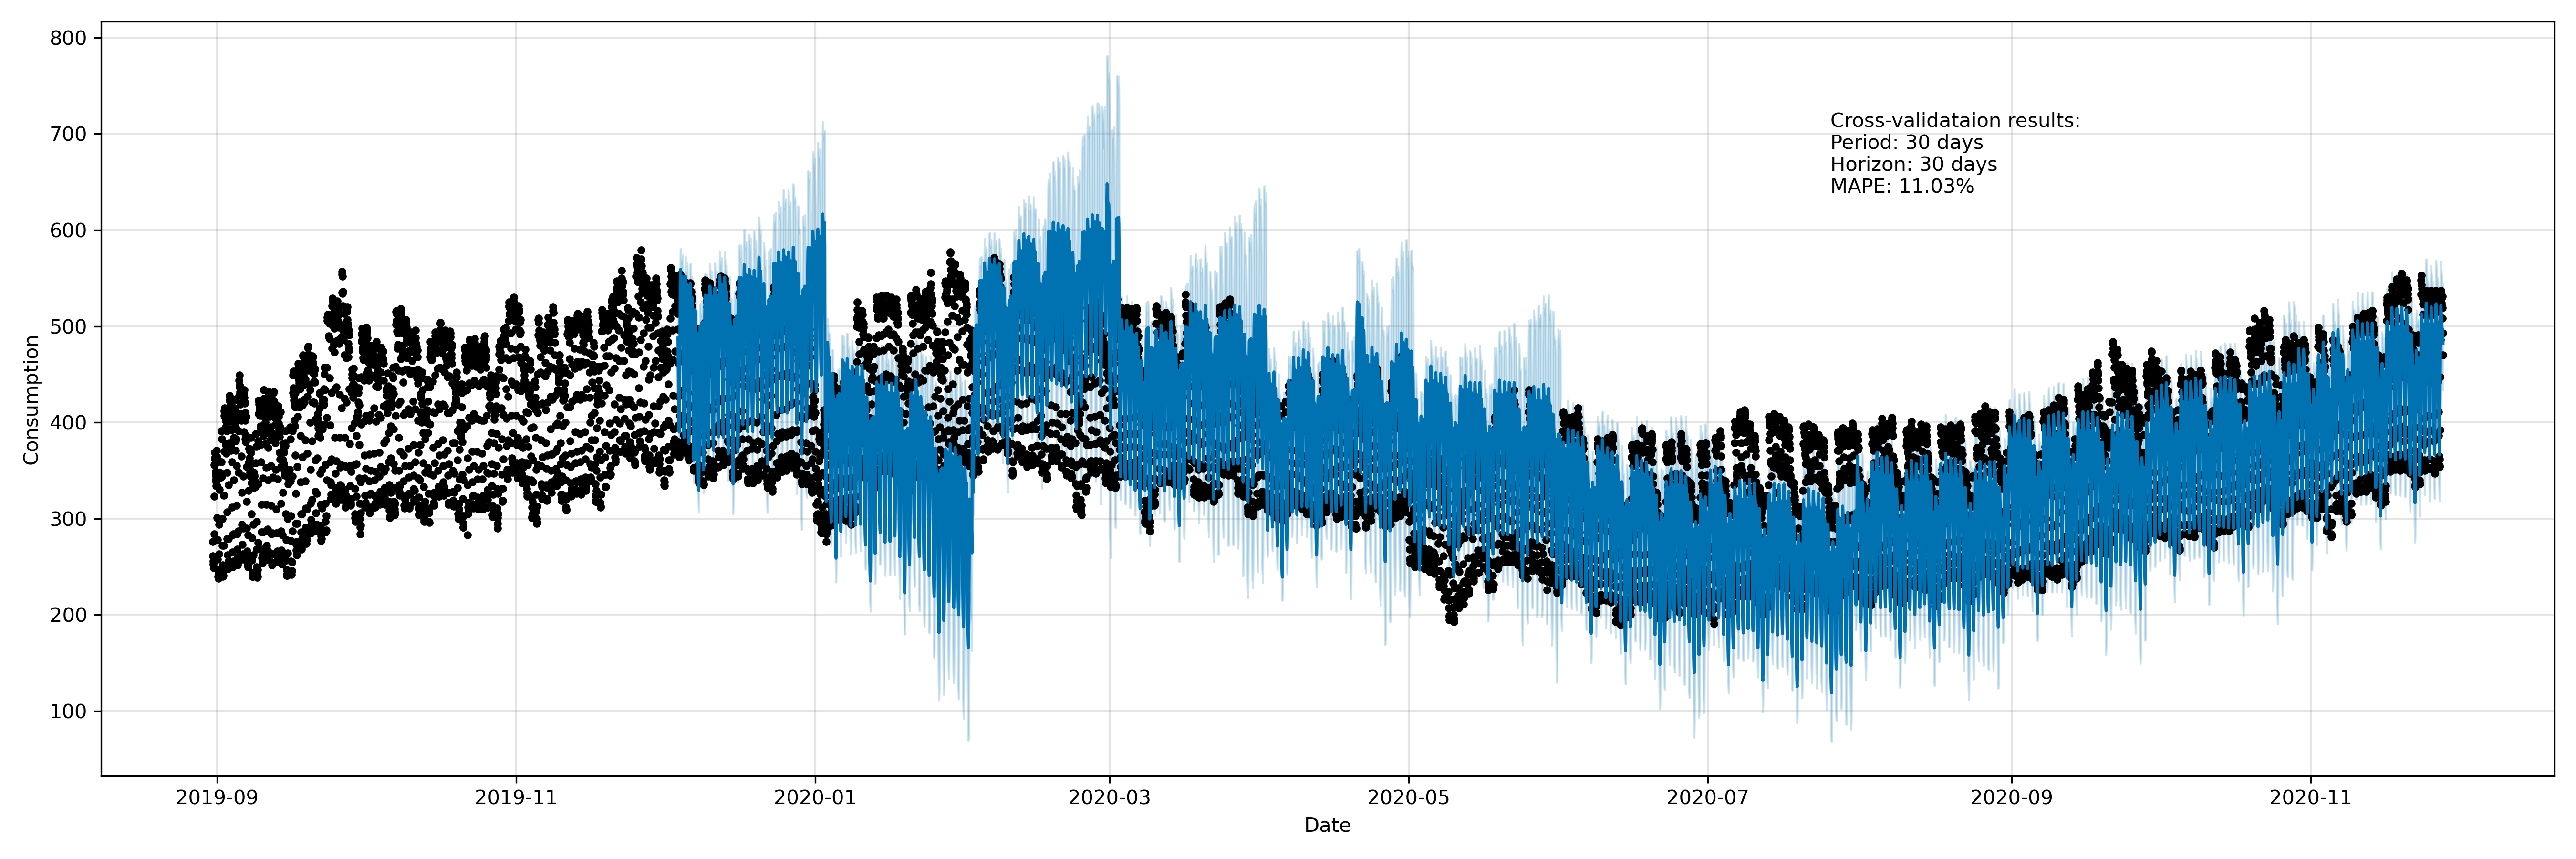 800
700
600
500
400
300
200
100
Consumption
Cross-validataion results:
Period: 30 days
Horizon: 30 days
MAPE: 11.03%
2019-09 2019-11 2020-01 2020-03 2020-05 2020-07 2020-09 2020-11
Date